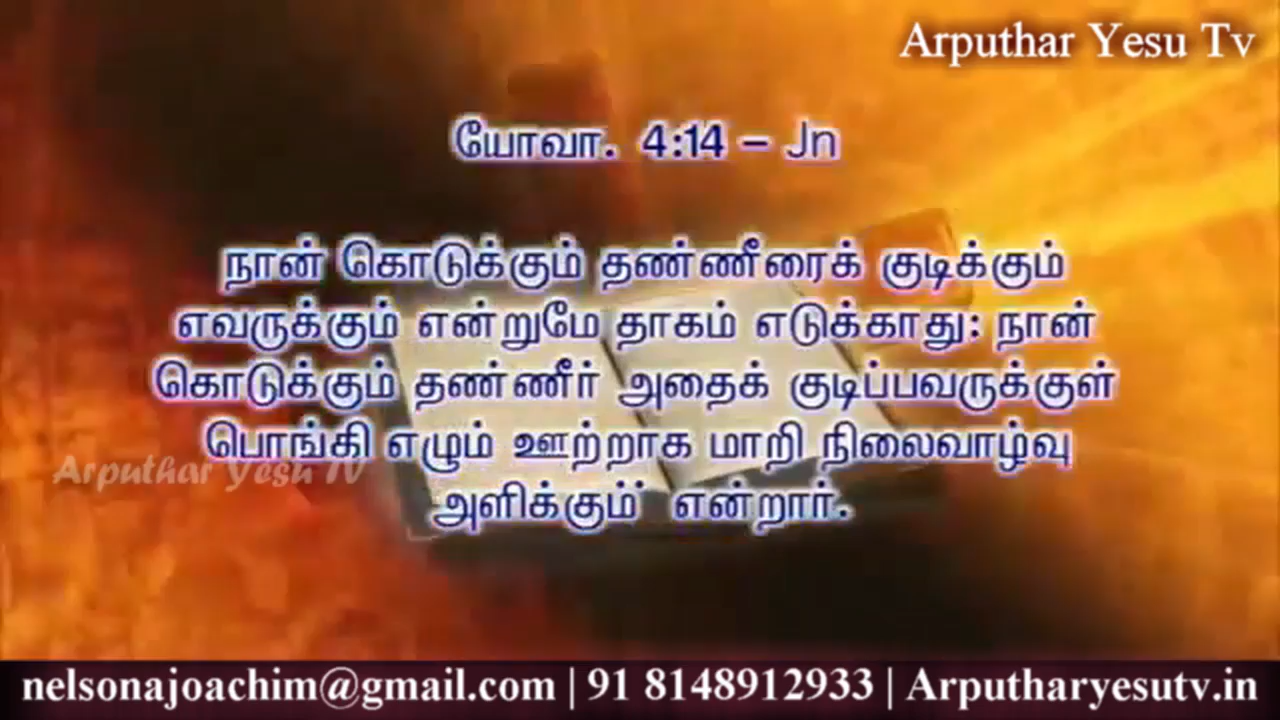 Arputhar Yesu Tv
யோவா. 4:14 – Jn
நான் கொடுக்கும் தண்ணீரைக் குடிக்கும்
எவருக்கும் என்றுமே தாகம் எடுக்காது: நான்
கொடுக்கும் தண்ணீர் அதைக் குடிப்பவருக்குள்
பொங்கி எழும் ஊற்றாக மாறி நிலைவாழ்வு
Arputhar Yesu TV
அளிக்கும்" என்றார்.
nelsonajoachim@gmail.com | 91 8148912933 | Arputharyesutv.in